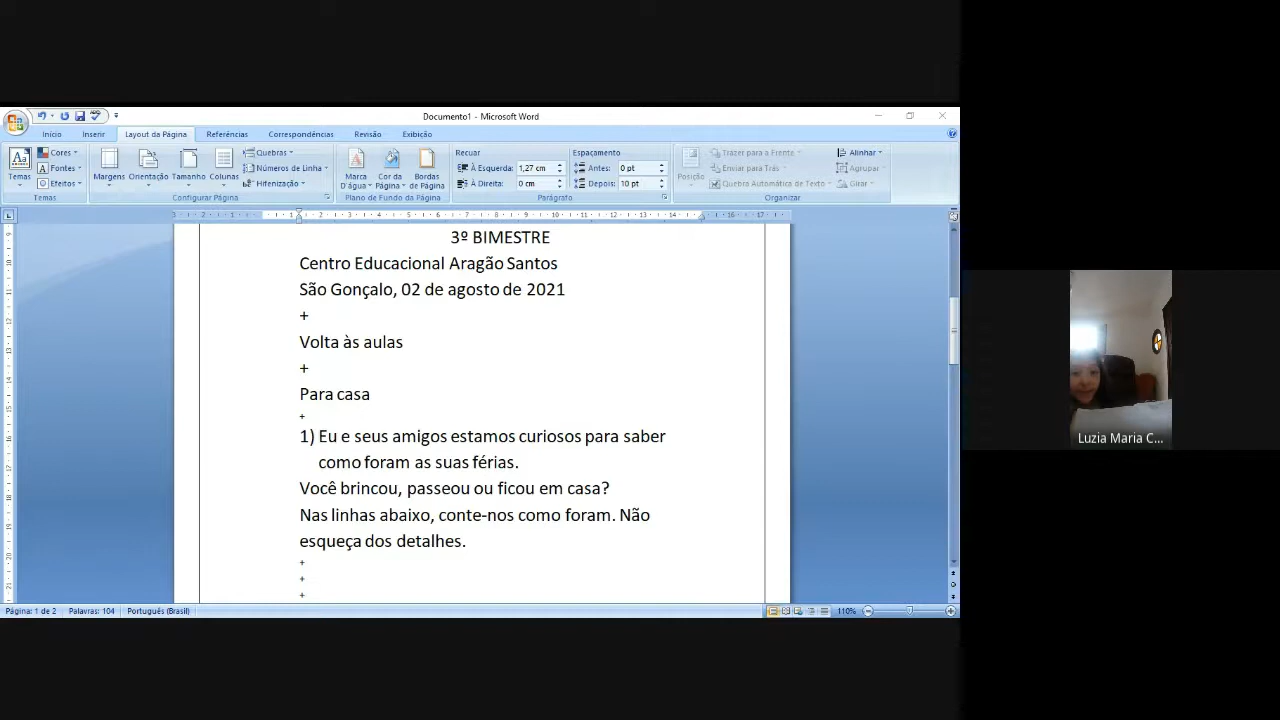 Documento1 - Microsoft Word
Início Inserir Layout da Página Referências Correspondências Revisão Exibição
Temas
Cores
Fontes
Efeitos
Temas
Margens Orientação Tamanho Colunas
Quebras
Números de Linha
Hifenização
Configurar Página
Marca D'água
Cor da Página
Bordas de Página
Plano de Fundo da Página
Recuar
À Esquerda: 1,27 cm
À Direita: 0 cm
Espaçamento
Antes: 0 pt
Depois: 10 pt
Parágrafo
Posição
Trazer para a Frente
Enviar para Trás
Quebra Automática de Texto
Alinhar
Agrupar
Girar
Organizar
3º BIMESTRE
Centro Educacional Aragão Santos
São Gonçalo, 02 de agosto de 2021
+
Volta às aulas
+
Para casa
+
1) Eu e seus amigos estamos curiosos para saber
como foram as suas férias.
Você brincou, passeou ou ficou em casa?
Nas linhas abaixo, conte-nos como foram. Não
esqueça dos detalhes.
+
+
+
Página: 1 de 2 Palavras: 104 Português (Brasil) 110%
Luzia Maria C...